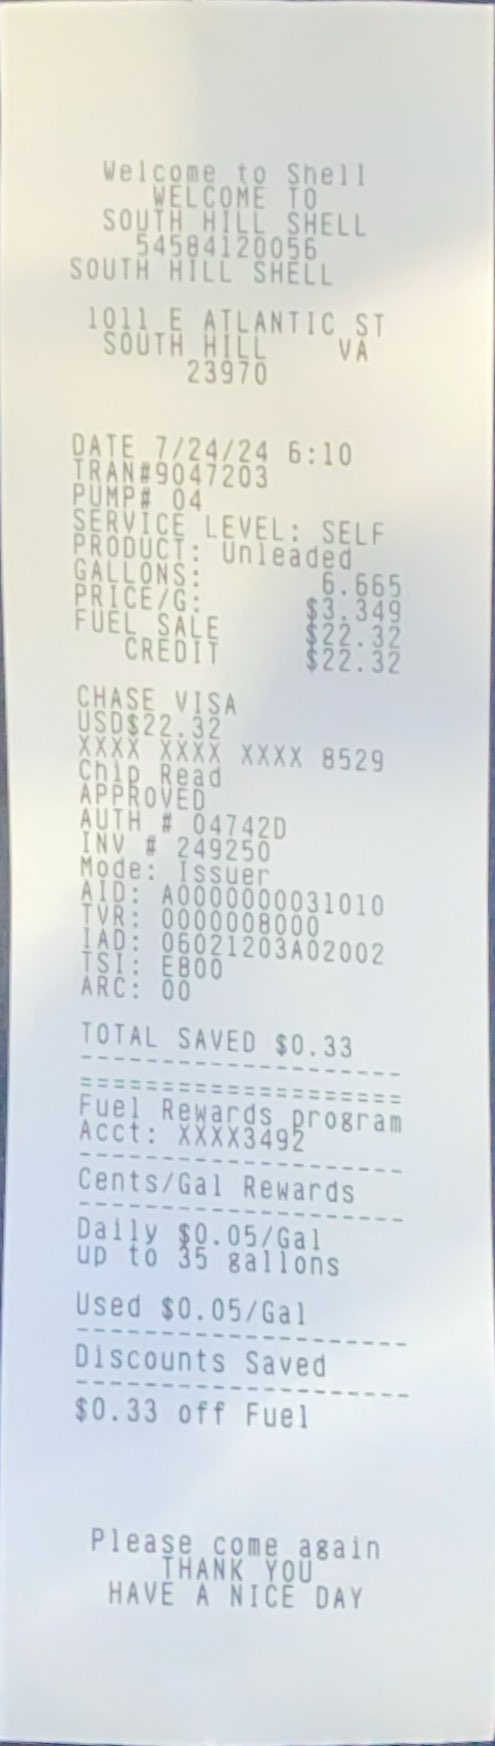 Welcome to Shell
WELCOME TO
SOUTH HILL SHELL
54584120056
SOUTH HILL SHELL
1011 E ATLANTIC ST
SOUTH HILL VA
23970
DATE 7/24/24 6:10
TRAN#9047203
PUMP# 04
SERVICE LEVEL: SELF
PRODUCT: Unleaded
GALLONS: 6.665
PRICE/G: $3.349
FUEL SALE $22.32
CREDIT $22.32
CHASE VISA
USD$22.32
XXXX XXXX XXXX 8529
Chip Read
APPROVED
AUTH # 04742D
INV # 249250
Mode: Issuer
AID: A0000000031010
TVR: 0000008000
IAD: 06021203A02002
TSI: E800
ARC: 00
TOTAL SAVED $0.33
--------------------
====================
Fuel Rewards program
Acct: XXXX3492
--------------------
Cents/Gal Rewards
--------------------
Daily $0.05/Gal
up to 35 gallons
Used $0.05/Gal
--------------------
Discounts Saved
--------------------
$0.33 off Fuel
Please come again
THANK YOU
HAVE A NICE DAY